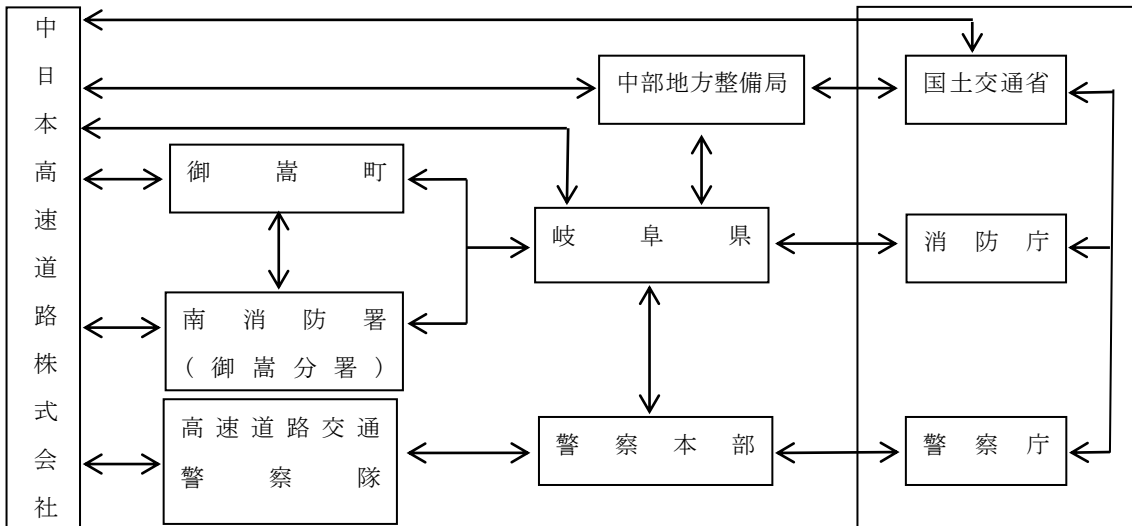 中日本高速道路株式会社
中部地方整備局
国土交通省
御嵩町
岐阜県
消防庁
南消防署
(御嵩分署)
高速道路交通
警察隊
警察本部
警察庁